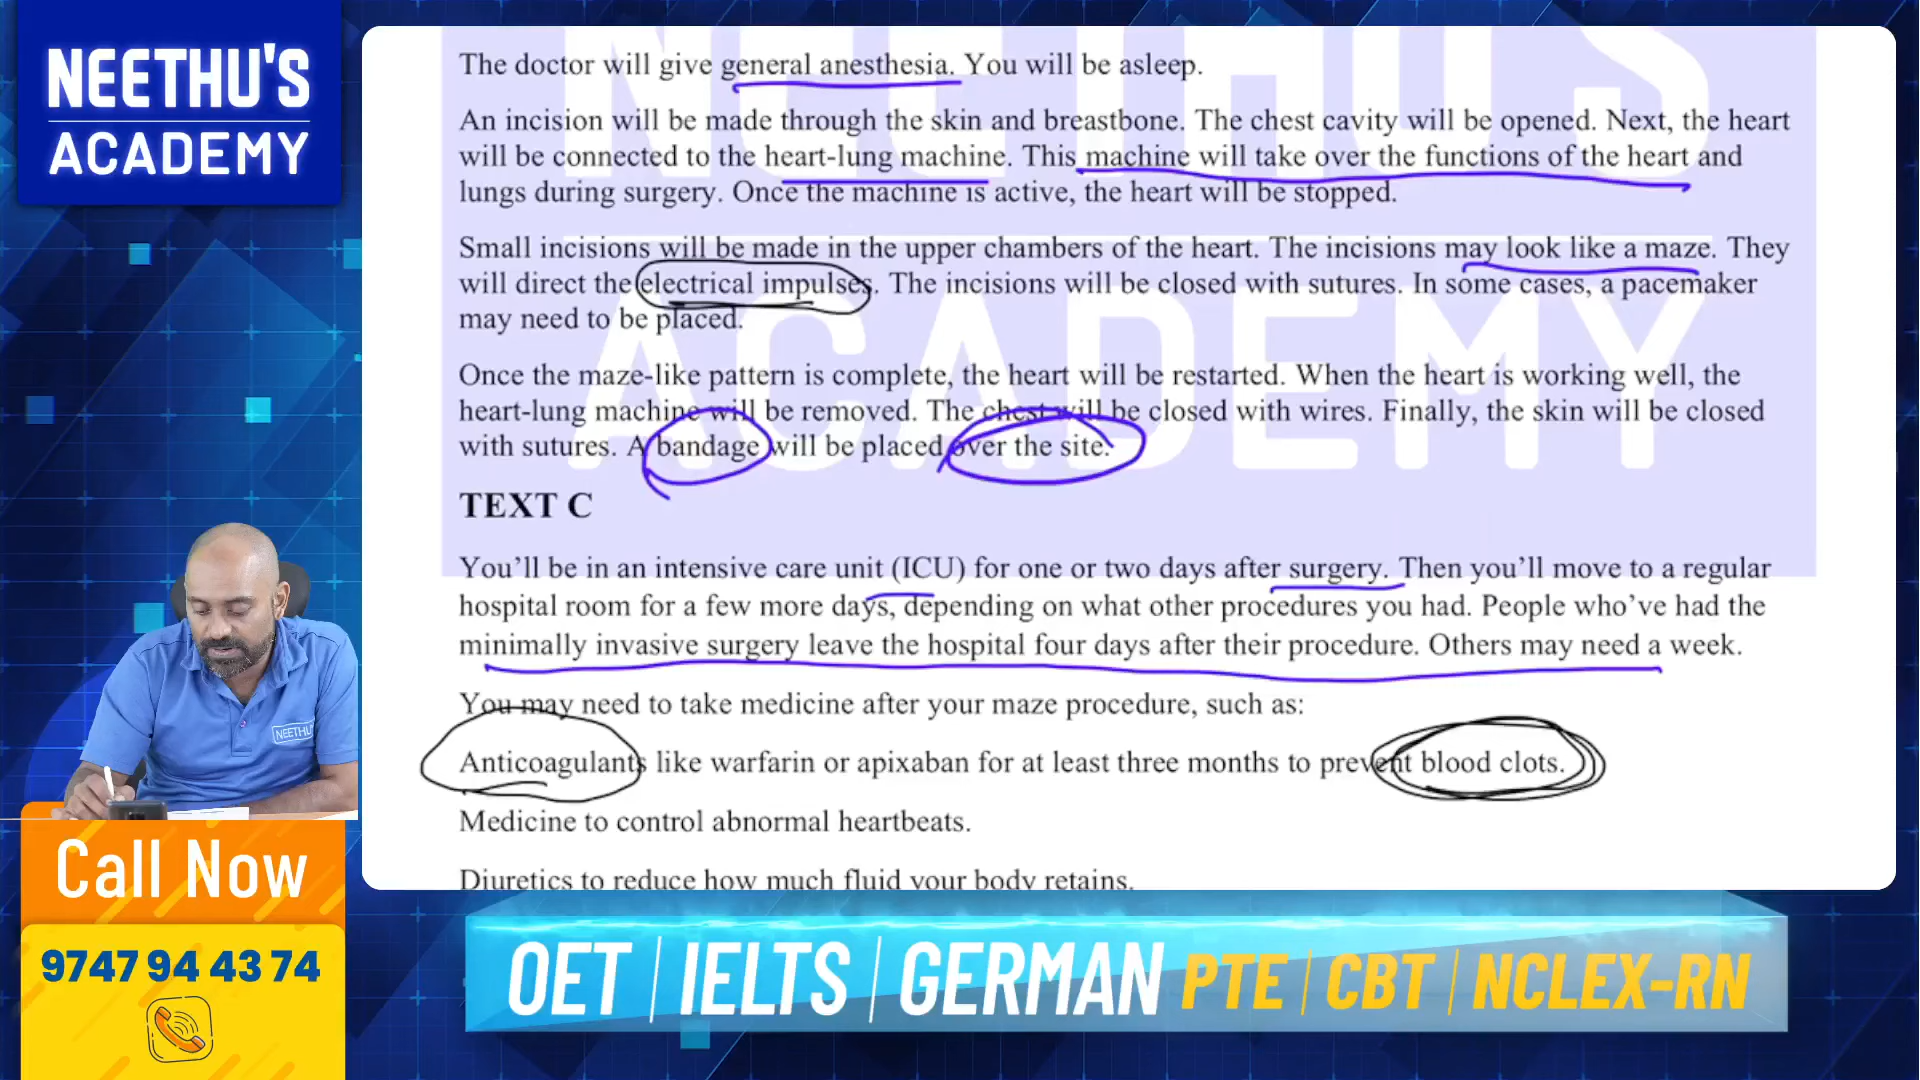 NEETHU'S
ACADEMY
The doctor will give general anesthesia. You will be asleep.
An incision will be made through the skin and breastbone. The chest cavity will be opened. Next, the heart
will be connected to the heart-lung machine. This machine will take over the functions of the heart and
lungs during surgery. Once the machine is active, the heart will be stopped.
Small incisions will be made in the upper chambers of the heart. The incisions may look like a maze. They
will direct the electrical impulses. The incisions will be closed with sutures. In some cases, a pacemaker
may need to be placed.
Once the maze-like pattern is complete, the heart will be restarted. When the heart is working well, the
heart-lung machine will be removed. The chest will be closed with wires. Finally, the skin will be closed
with sutures. A bandage will be placed over the site.
TEXT C
You'll be in an intensive care unit (ICU) for one or two days after surgery. Then you'll move to a regular
hospital room for a few more days, depending on what other procedures you had. People who've had the
minimally invasive surgery leave the hospital four days after their procedure. Others may need a week.
You may need to take medicine after your maze procedure, such as:
Anticoagulants like warfarin or apixaban for at least three months to prevent blood clots.
Medicine to control abnormal heartbeats.
Diuretics to reduce how much fluid your body retains.
NEETHU'S
ACADEMY
NEETHU
Call Now
9747 94 43 74
OET | IELTS | GERMAN PTE | CBT | NCLEX-RN